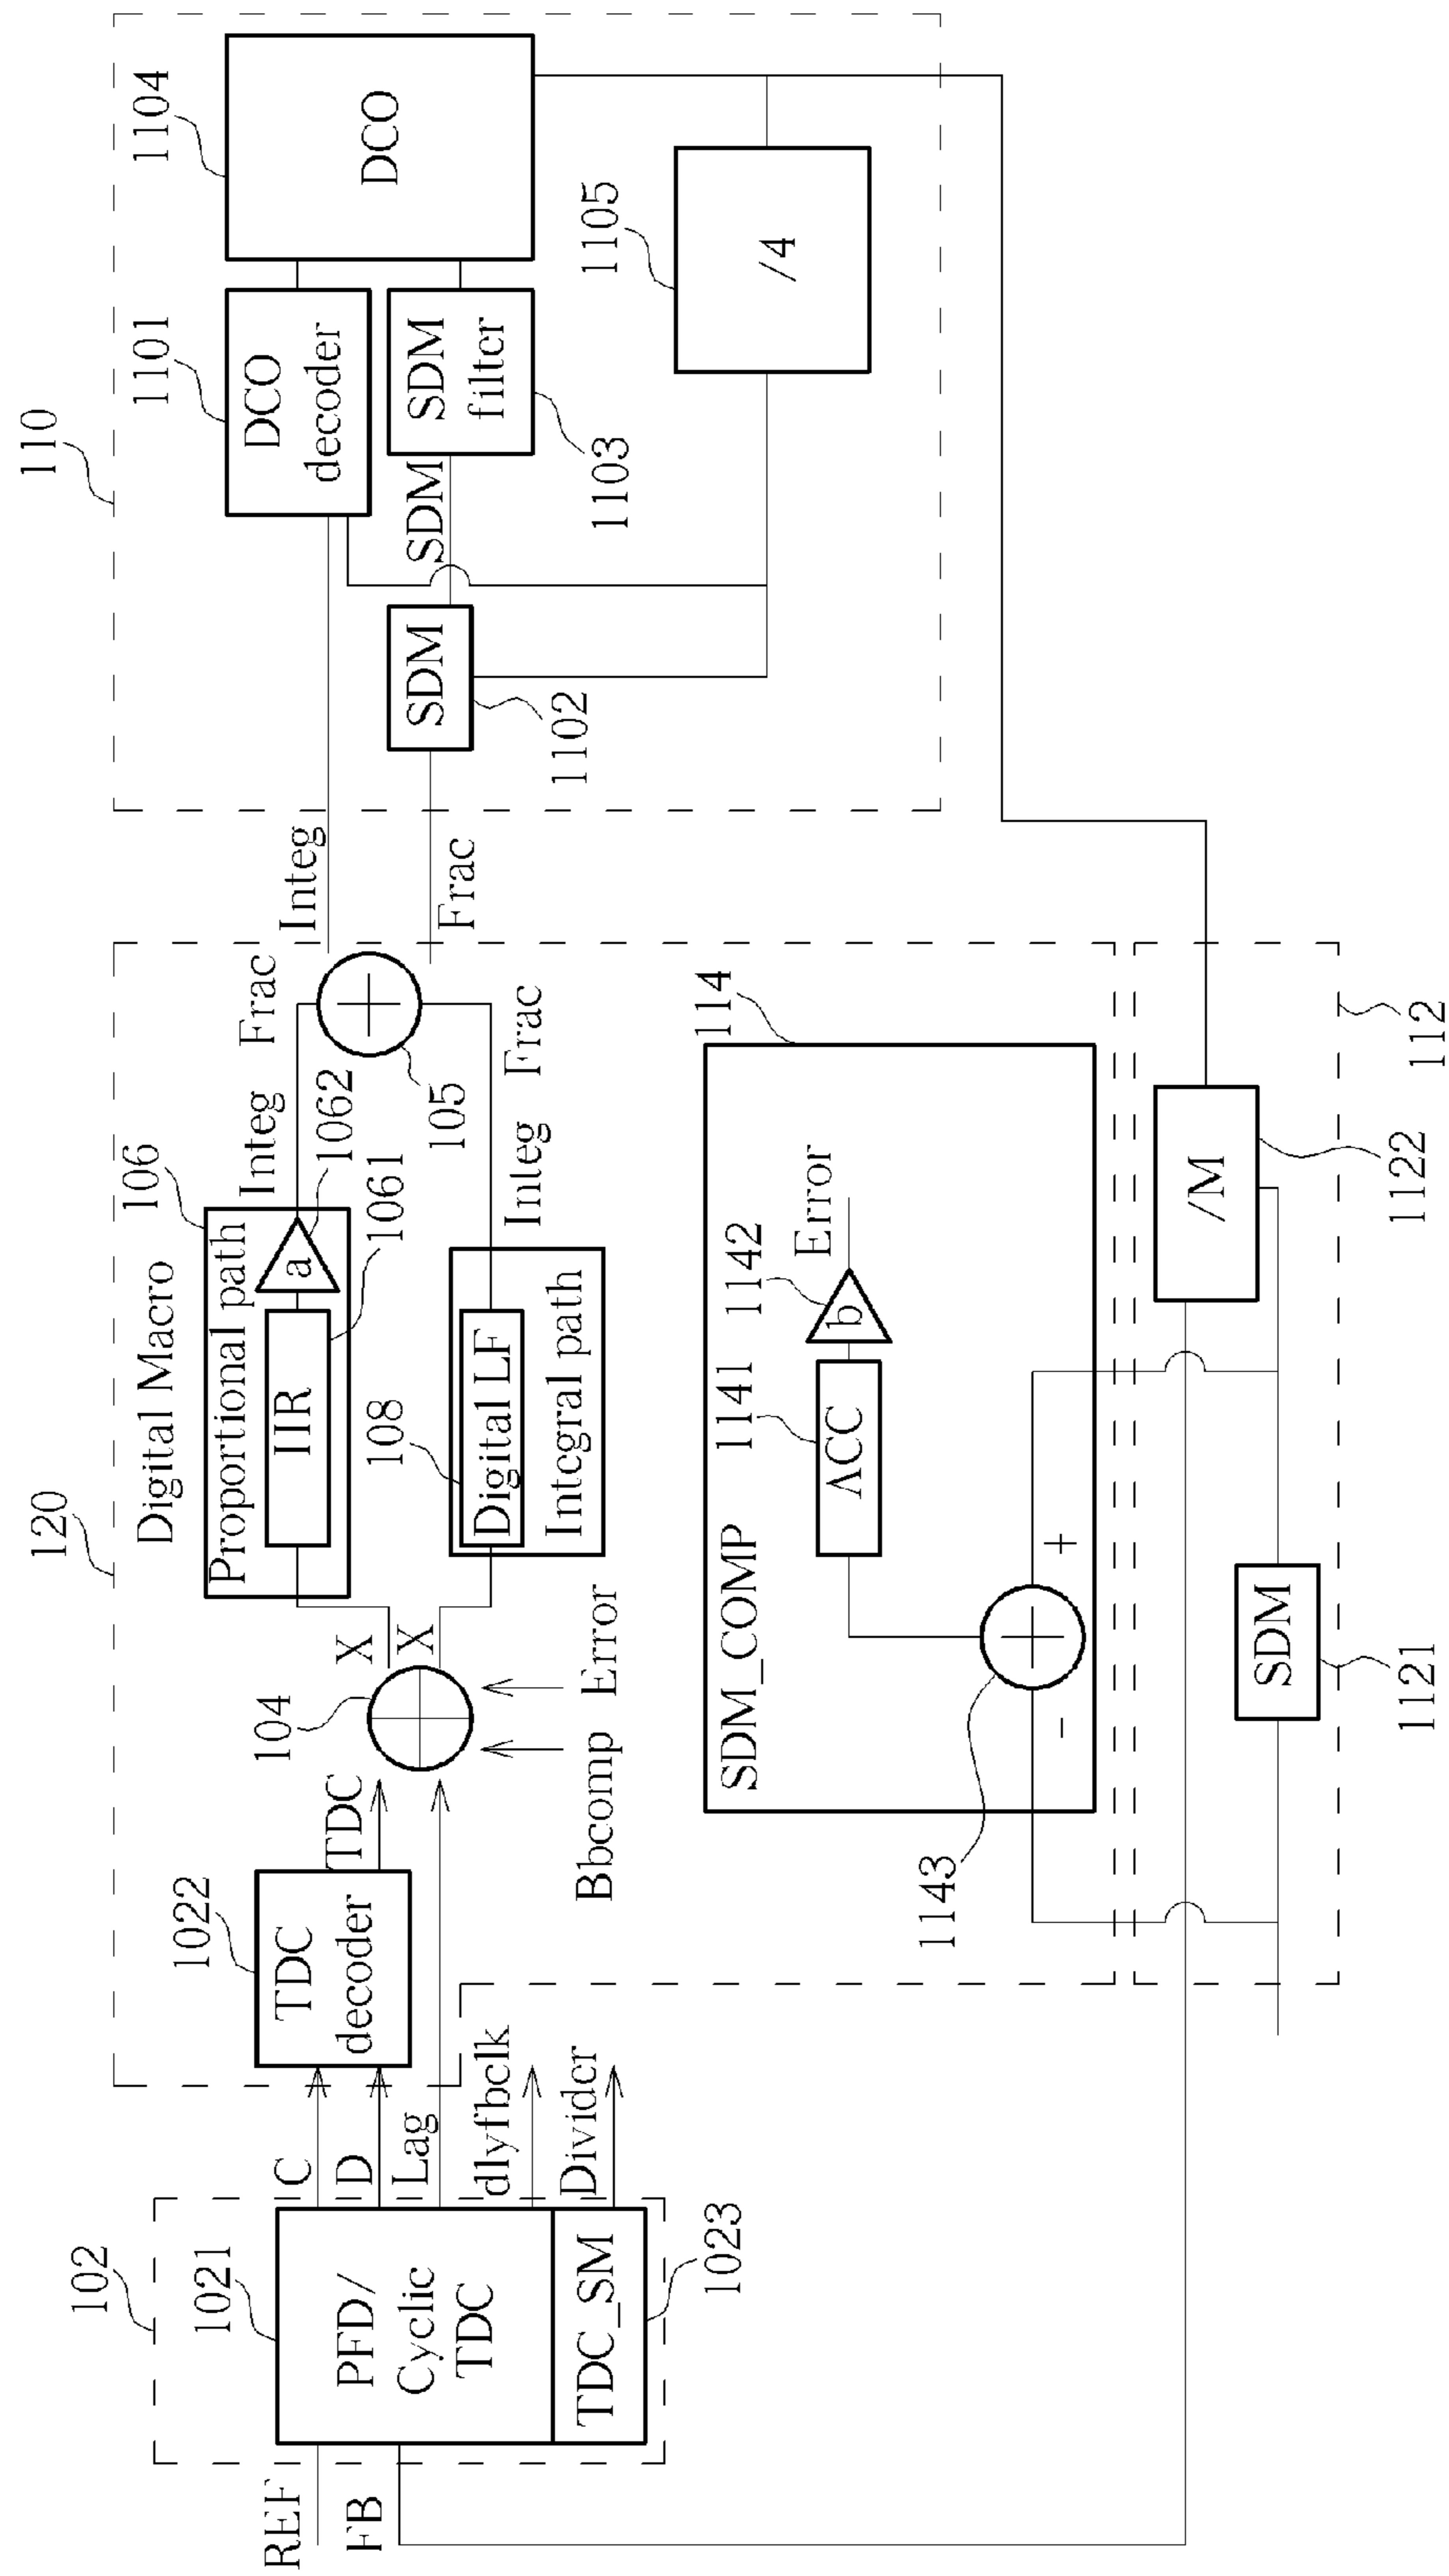 102
1021
REF
FB
PFD/
Cyclic
TDC
TDC_SM
1023
C
D
Lag
dlyfbclk
Divider
120
Digital Macro
1022
TDC
decoder
TDC
104
X
X
Bbcomp
Error
106
Proportional path
IIR
a
1062
1061
108
Digital LF
Integral path
Integ Frac
Integ Frac
105
Integ
Frac
114
SDM_COMP
1141
ACC
1142
b
Error
1143
-
+
110
1101
DCO
decoder
1104
DCO
SDM
1102
SDM
SDM
filter
1103
1105
/4
112
SDM
1121
/M
1122